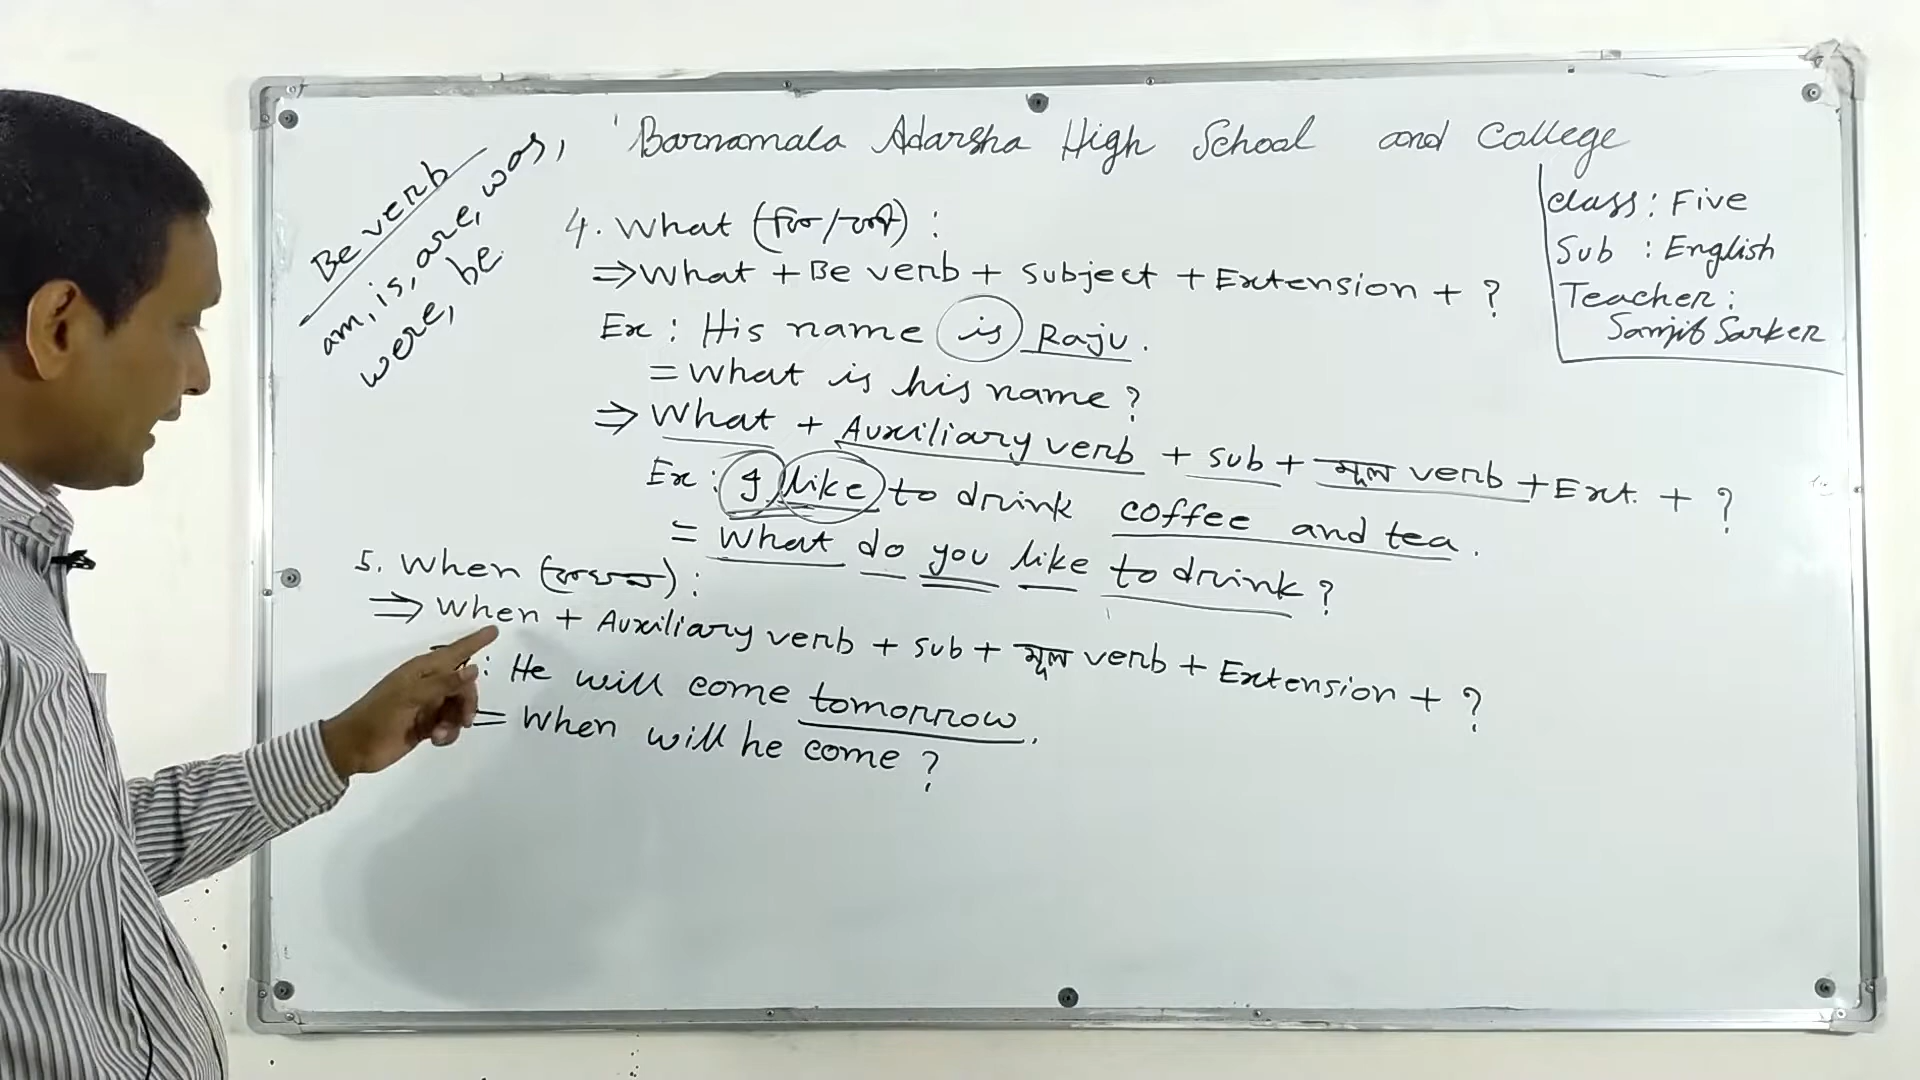 Barnamala Adarsha High School and College
Class: Five
Sub : English
Teacher:
Sanjib Sarker
Be verb
am, is, are, was,
were, be.
4. What (কি/কী) :
⇒ What + Be verb + Subject + Extension + ?
Ex : His name is Raju.
= What is his name?
⇒ What + Auxiliary verb + sub + মূল verb + Ext. + ?
Ex : I like to drink coffee and tea.
= What do you like to drink?
5. When (কখন) :
⇒ When + Auxiliary verb + sub + মূল verb + Extension + ?
: He will come tomorrow.
= When will he come ?